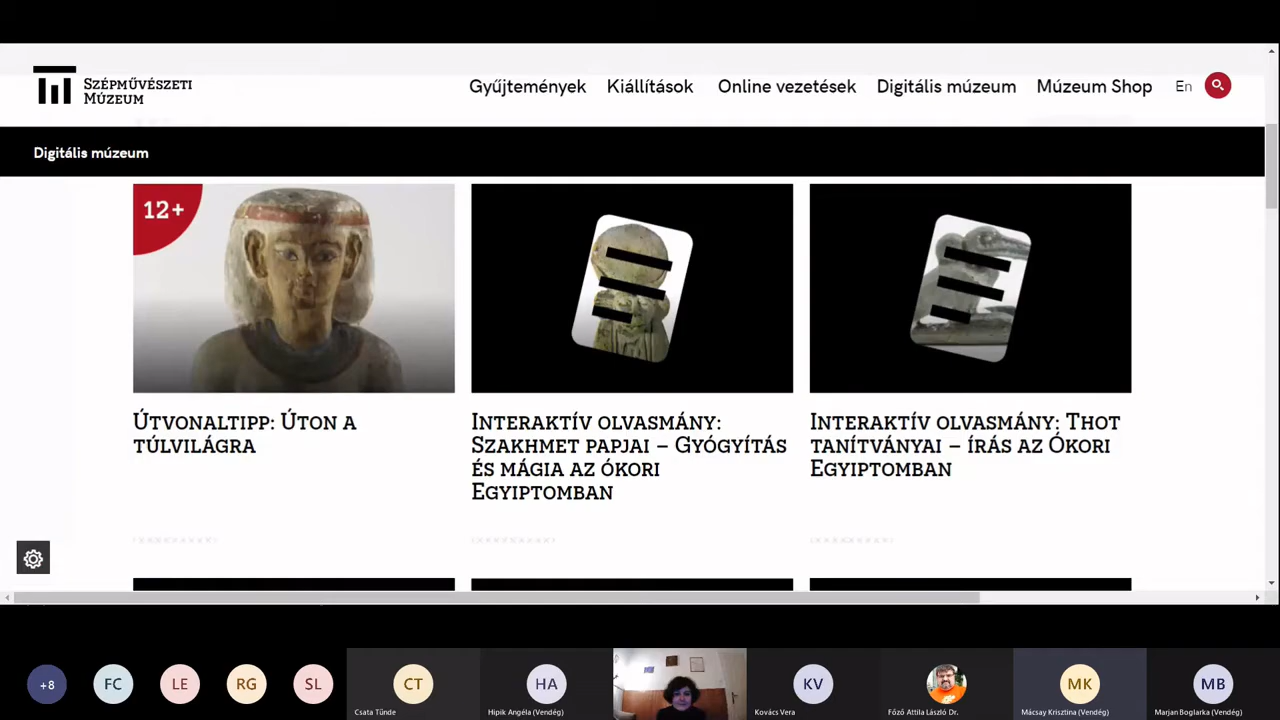 Szépművészeti
Múzeum
Gyűjtemények
Kiállítások
Online vezetések
Digitális múzeum
Múzeum Shop
En
Digitális múzeum
12+
Útvonaltipp: Úton a
túlvilágra
Interaktív olvasmány:
Szakhmet papjai – Gyógyítás
és mágia az ókori
Egyiptomban
Interaktív olvasmány: Thot
tanítványai – írás az Ókori
Egyiptomban
+8
FC
LE
RG
SL
CT
HA
KV
MK
MB
Csata Tünde
Hipik Angéla (Vendég)
Kovács Vera
Főző Attila László Dr.
Mácsay Krisztina (Vendég)
Marjan Boglarka (Vendég)